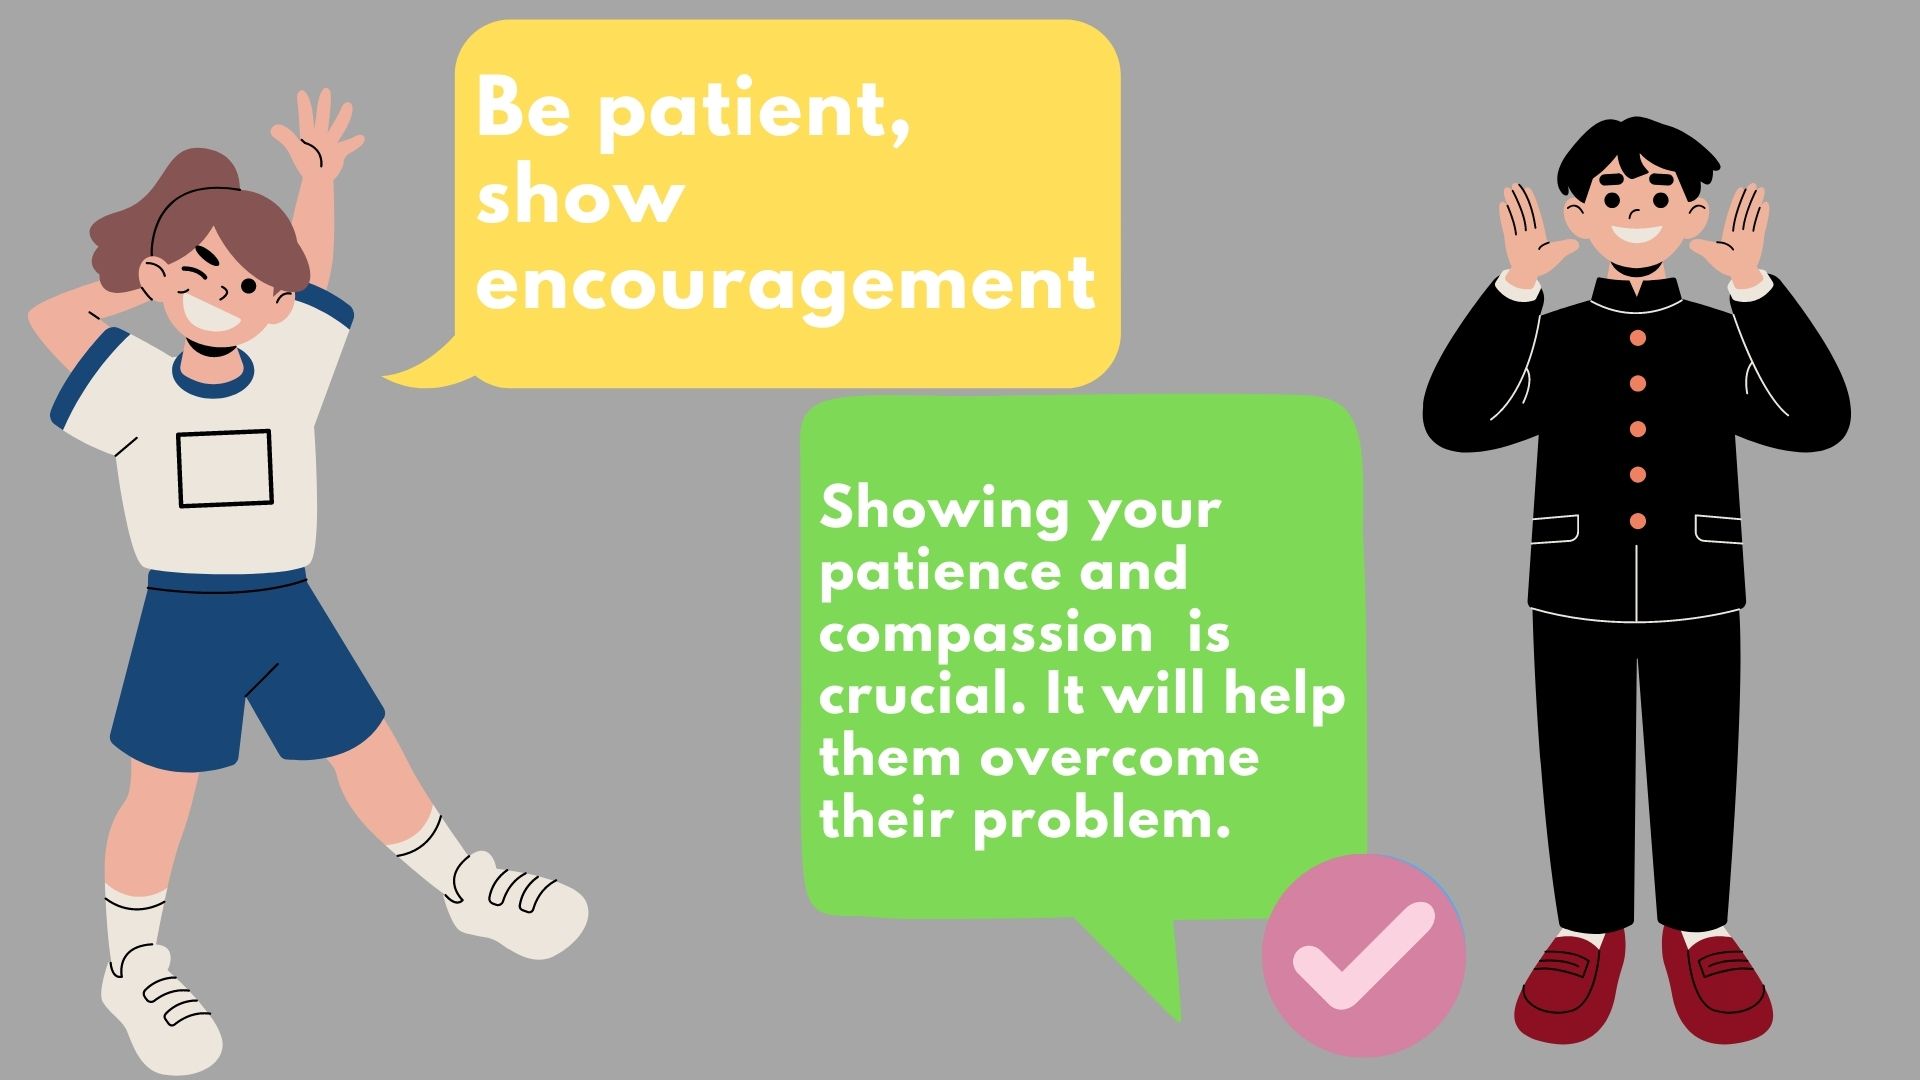 Be patient,
show
encouragement
Showing your
patience and
compassion  is
crucial. It will help
them overcome
their problem.